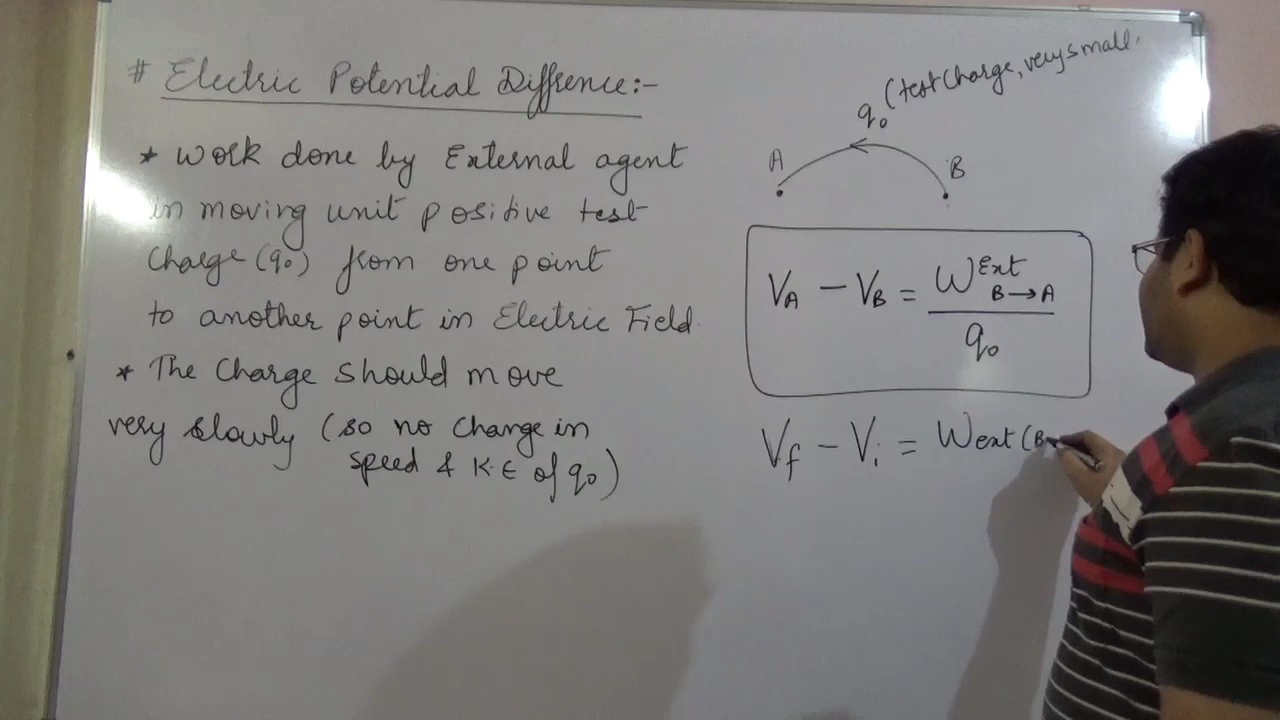 # Electric Potential Diffrence:-
* Work done by External agent
in moving unit positive test
Charge (q₀) from one point
to another point in Electric Field.
* The Charge should move
very slowly (so no change in
speed & K.E of q₀)
q₀ (test charge, very small,
A
B
V_A - V_B = W^Ext_B→A
q₀
V_f - V_i = Wext (B